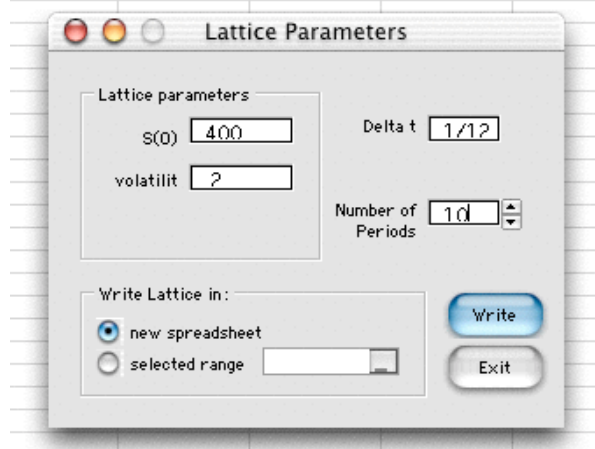 Lattice Parameters
Lattice parameters
S(0) 400
volatilit
Delta t 1/12
Number of 10
Periods
Write Lattice in:
new spreadsheet
selected range _
Write
Exit